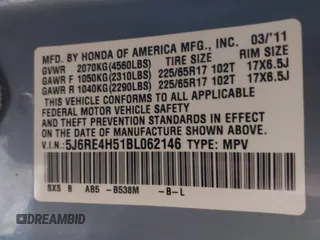 MFD. BY HONDA OF AMERICA MFG., INC. 03/'11
GVWR 2070KG(4560LBS) TIRE SIZE RIM SIZE
GAWR F 1050KG(2310LBS) 225/65R17 102T 17X6.5J
GAWR R 1040KG(2290LBS) 225/65R17 102T 17X6.5J
THIS VEHICLE CONFORMS TO ALL APPLICABLE
FEDERAL MOTOR VEHICLE SAFETY
AND THEFT PREVENTION STANDARDS IN EFFECT ON
THE DATE OF MANUFACTURE SHOWN ABOVE.
V.I.N.: 5J6RE4H51BL062146 TYPE: MPV
SXS 9 AB5 -B538M -B-L
DREAMBID